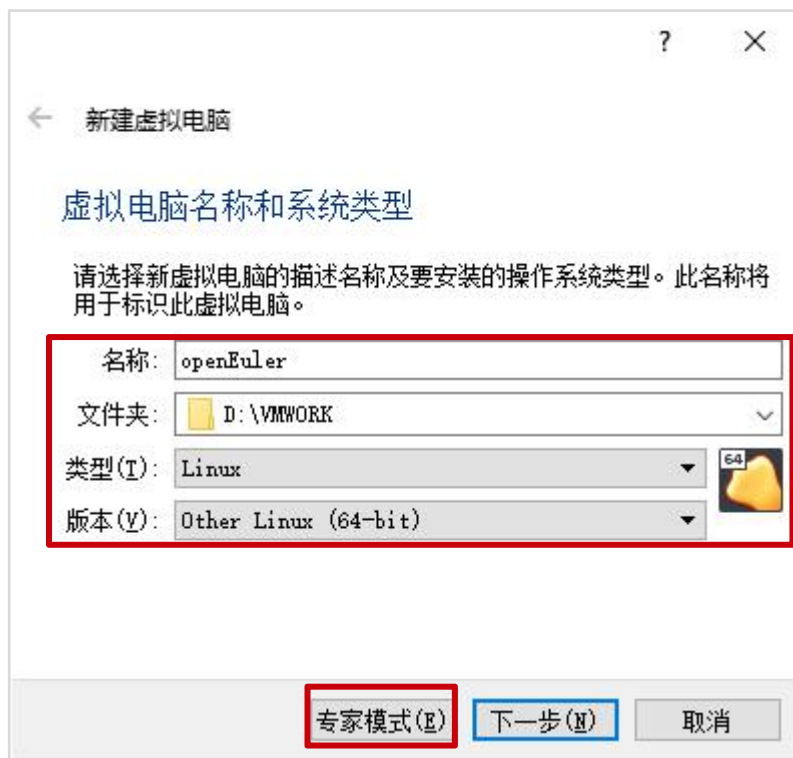 ?
新建虚拟电脑
虚拟电脑名称和系统类型
请选择新虚拟电脑的描述名称及要安装的操作系统类型。此名称将
用于标识此虚拟电脑。
名称: openEuler
文件夹: D:\VMWORK
类型(T): Linux
64
版本(V): Other Linux (64-bit)
专家模式(E) 下一步(N) 取消